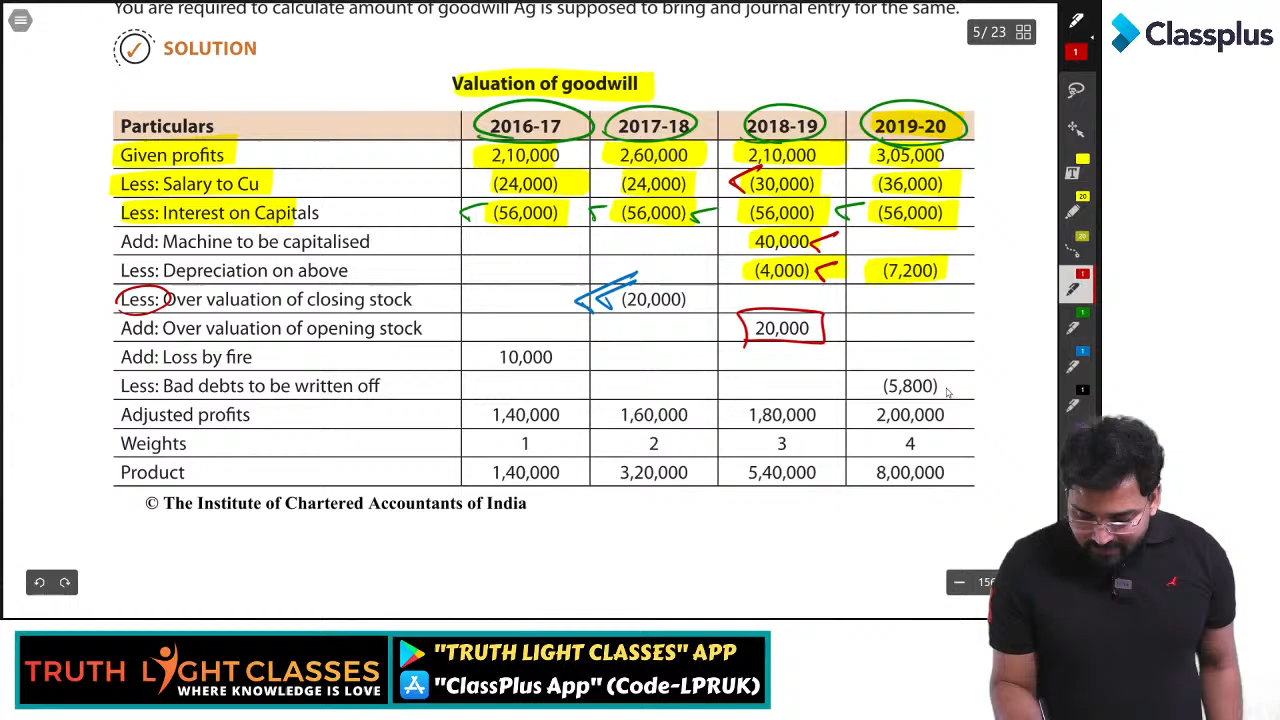 You are required to calculate amount of goodwill Ag is supposed to bring and journal entry for the same.
5 / 23
Classplus
SOLUTION
Valuation of goodwill
Particulars 2016-17 2017-18 2018-19 2019-20
Given profits 2,10,000 2,60,000 2,10,000 3,05,000
Less: Salary to Cu (24,000) (24,000) (30,000) (36,000)
Less: Interest on Capitals (56,000) (56,000) (56,000) (56,000)
Add: Machine to be capitalised 40,000
Less: Depreciation on above (4,000) (7,200)
Less: Over valuation of closing stock (20,000)
Add: Over valuation of opening stock 20,000
Add: Loss by fire 10,000
Less: Bad debts to be written off (5,800)
Adjusted profits 1,40,000 1,60,000 1,80,000 2,00,000
Weights 1 2 3 4
Product 1,40,000 3,20,000 5,40,000 8,00,000
© The Institute of Chartered Accountants of India
156
1
T
20
20
1
1
1
1
TRUTH LIGHT CLASSES
WHERE KNOWLEDGE IS LOVE
"TRUTH LIGHT CLASSES" APP
"ClassPlus App" (Code-LPRUK)